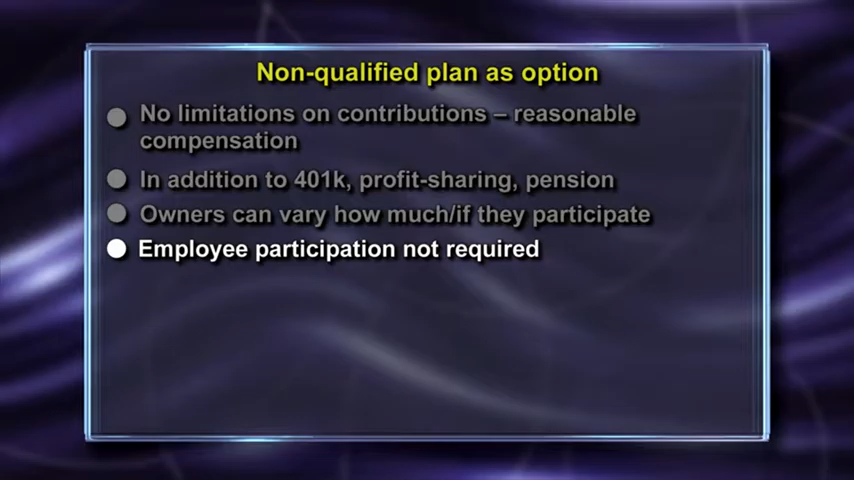 Non-qualified plan as option
No limitations on contributions – reasonable
compensation
In addition to 401k, profit-sharing, pension
Owners can vary how much/if they participate
Employee participation not required